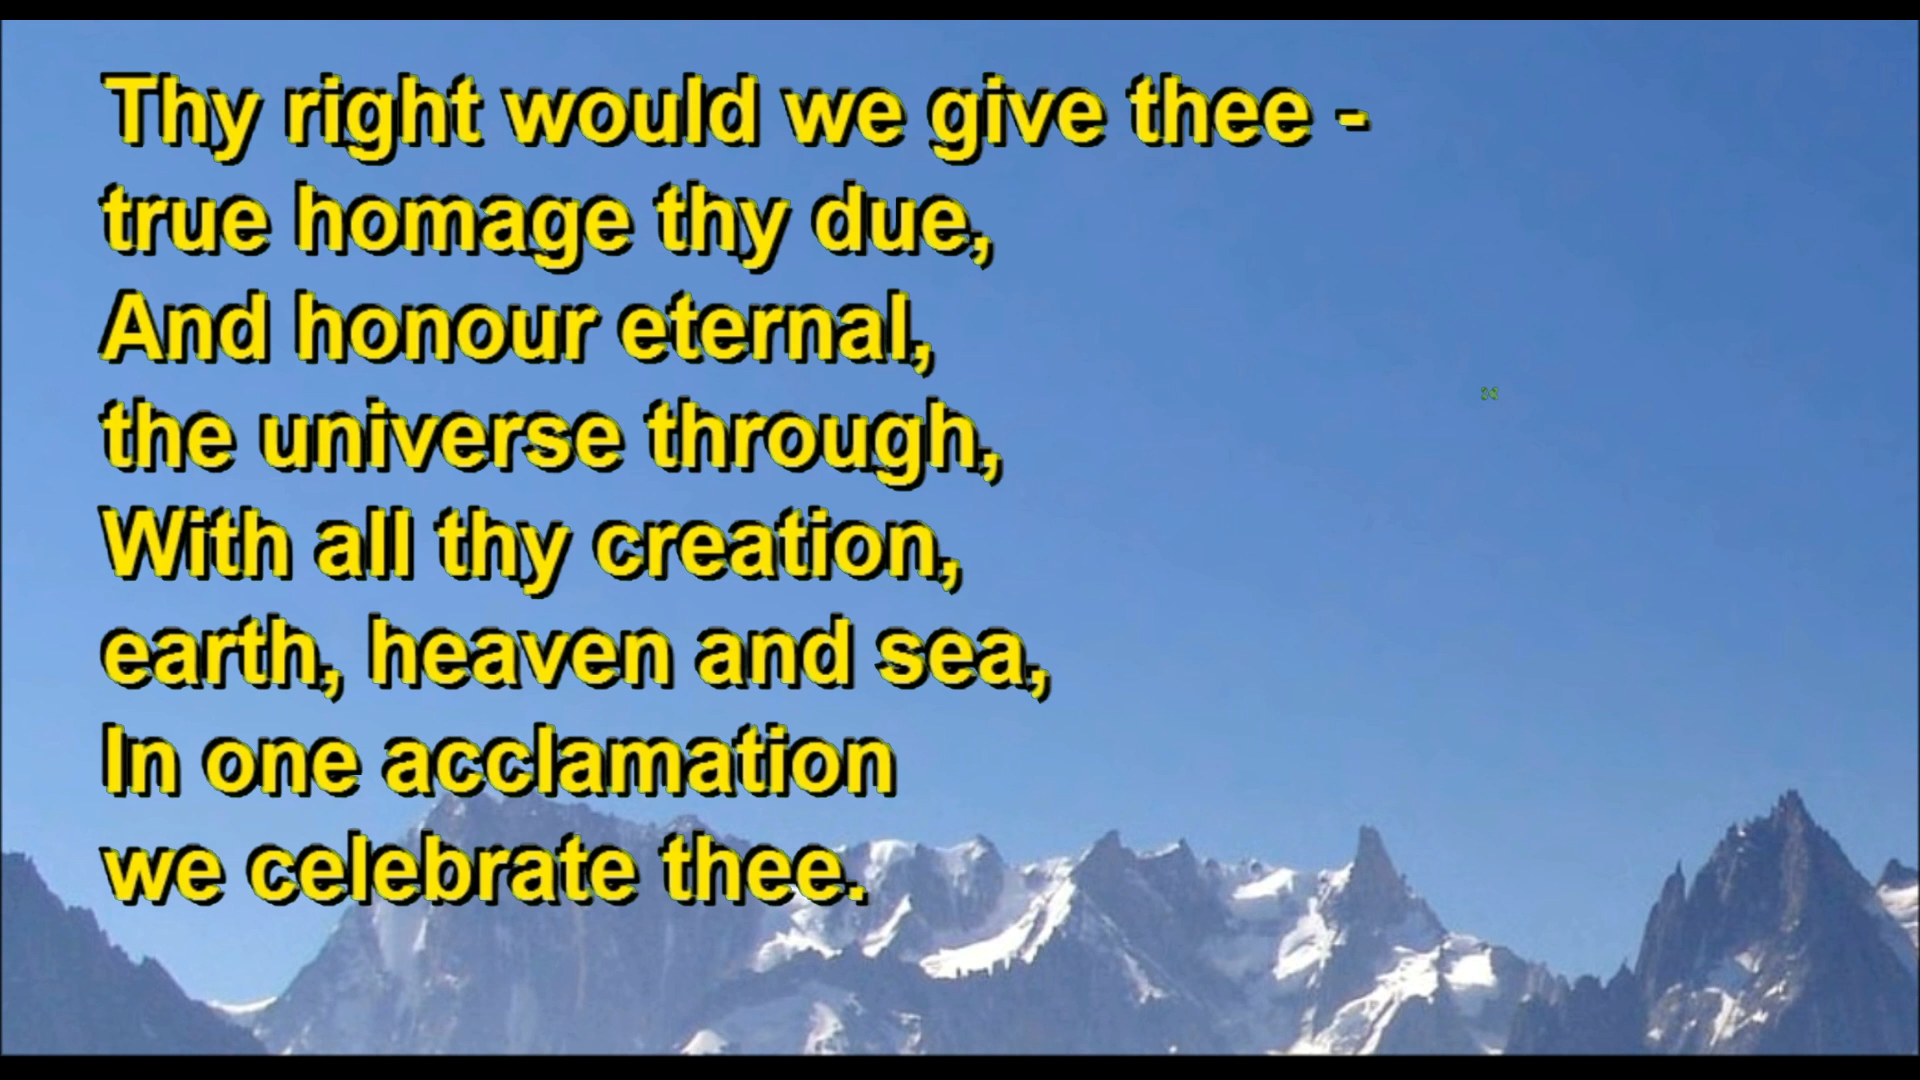 Thy right would we give thee -
true homage thy due,
And honour eternal,
the universe through,
With all thy creation,
earth, heaven and sea,
In one acclamation
we celebrate thee.